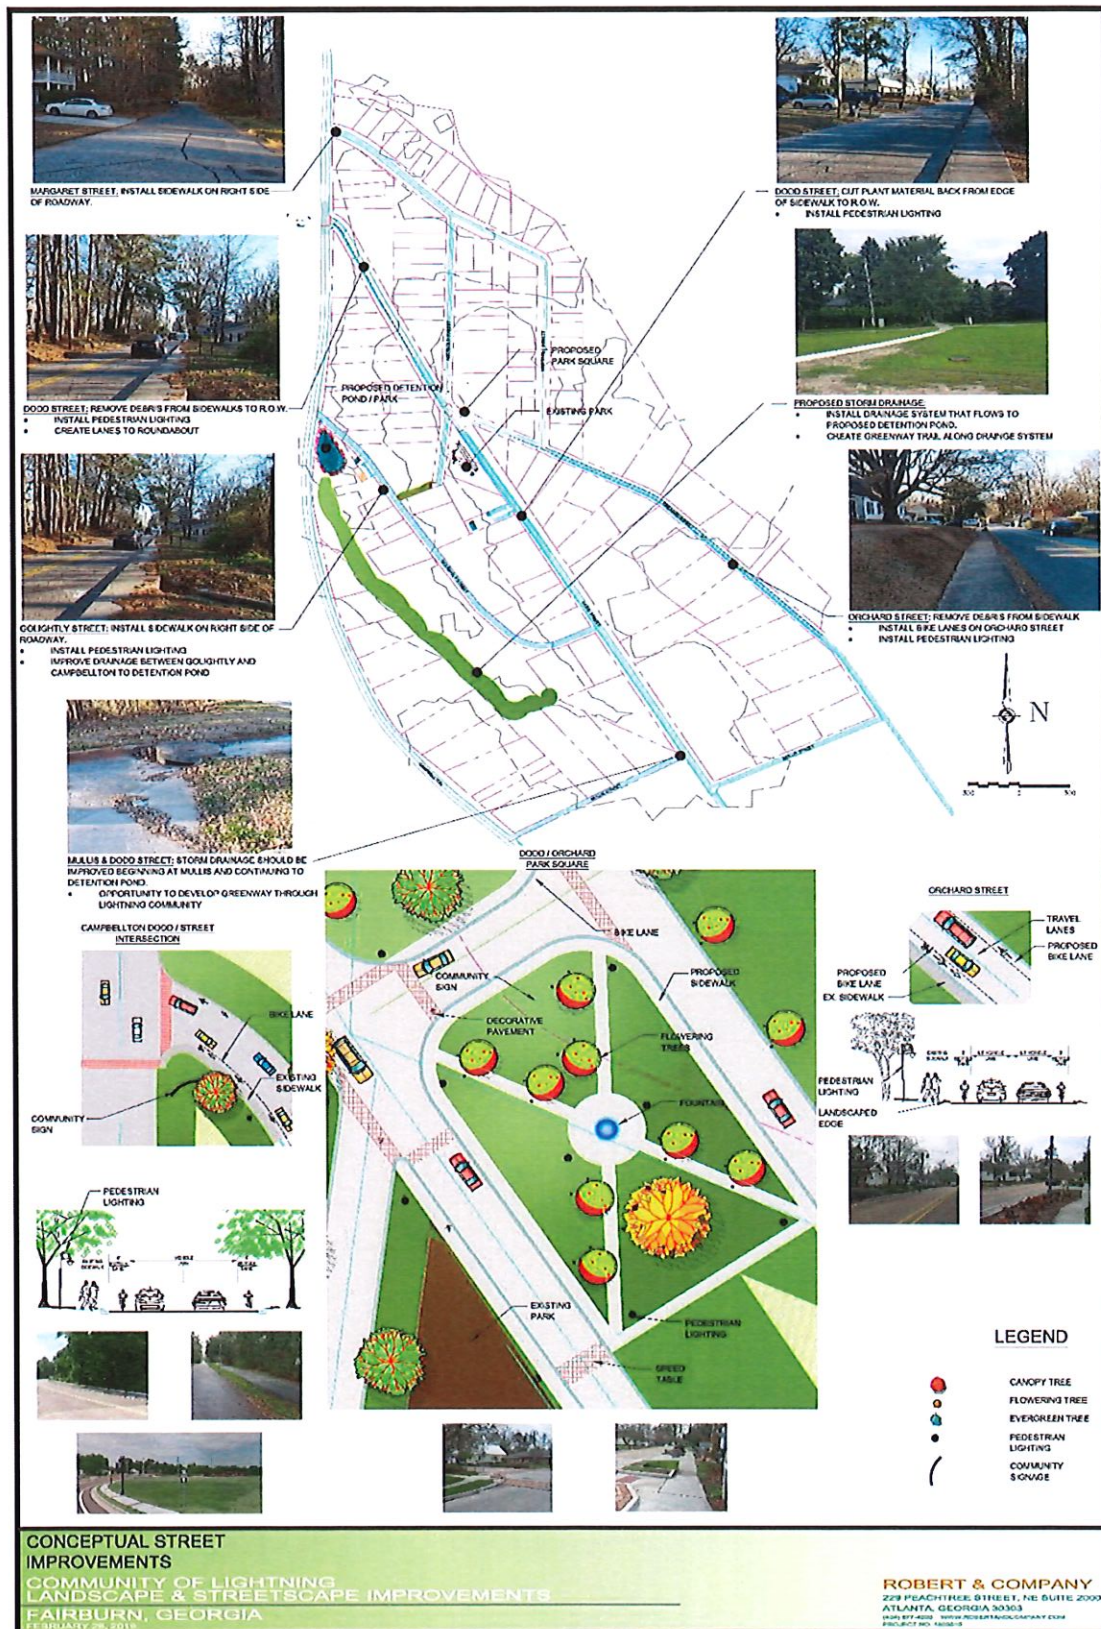 MARGARET STREET; INSTALL SIDEWALK ON RIGHT SIDE
OF ROADWAY.
DODD STREET; CUT PLANT MATERIAL BACK FROM EDGE
OF SIDEWALK TO R.O.W.
• INSTALL PEDESTRIAN LIGHTING
DODD STREET; REMOVE DEBRIS FROM SIDEWALKS TO R.O.W.
• INSTALL PEDESTRIAN LIGHTING
• CREATE LANES TO ROUNDABOUT
PROPOSED
PARK SQUARE
PROPOSED DETENTION
POND / PARK
EXISTING PARK
PROPOSED STORM DRAINAGE:
• INSTALL DRAINAGE SYSTEM THAT FLOWS TO
PROPOSED DETENTION POND.
• CREATE GREENWAY TRAIL ALONG DRAINGE SYSTEM
GOLIGHTLY STREET; INSTALL SIDEWALK ON RIGHT SIDE OF
ROADWAY.
• INSTALL PEDESTRIAN LIGHTING
• IMPROVE DRAINAGE BETWEEN GOLIGHTLY AND
CAMPBELLTON TO DETENTION POND
ORCHARD STREET; REMOVE DEBRIS FROM SIDEWALK
• INSTALL BIKE LANES ON ORCHARD STREET
• INSTALL PEDESTRIAN LIGHTING
N
MULLIS & DODD STREET; STORM DRAINAGE SHOULD BE
IMPROVED BEGINNING AT MULLIS AND CONTINUING TO
DETENTION POND.
• OPPORTUNITY TO DEVELOP GREENWAY THROUGH
LIGHTNING COMMUNITY
DODD / ORCHARD
PARK SQUARE
BIKE LANE
COMMUNITY
SIGN
PROPOSED
SIDEWALK
DECORATIVE
PAVEMENT
FLOWERING
TREES
FOUNTAIN
EXISTING
PARK
PEDESTRIAN
LIGHTING
SPEED
TABLE
CAMPBELLTON DODD / STREET
INTERSECTION
BIKE LANE
EXISTING
SIDEWALK
COMMUNITY
SIGN
PEDESTRIAN
LIGHTING
ORCHARD STREET
TRAVEL
LANES
PROPOSED
BIKE LANE
PROPOSED
BIKE LANE
EX. SIDEWALK
PEDESTRIAN
LIGHTING
LANDSCAPED
EDGE
LEGEND
CANOPY TREE
FLOWERING TREE
EVERGREEN TREE
PEDESTRIAN
LIGHTING
COMMUNITY
SIGNAGE
CONCEPTUAL STREET
IMPROVEMENTS
COMMUNITY OF LIGHTNING
LANDSCAPE & STREETSCAPE IMPROVEMENTS
FAIRBURN, GEORGIA
ROBERT & COMPANY
229 PEACHTREE STREET, NE SUITE 2000
ATLANTA, GEORGIA 30303